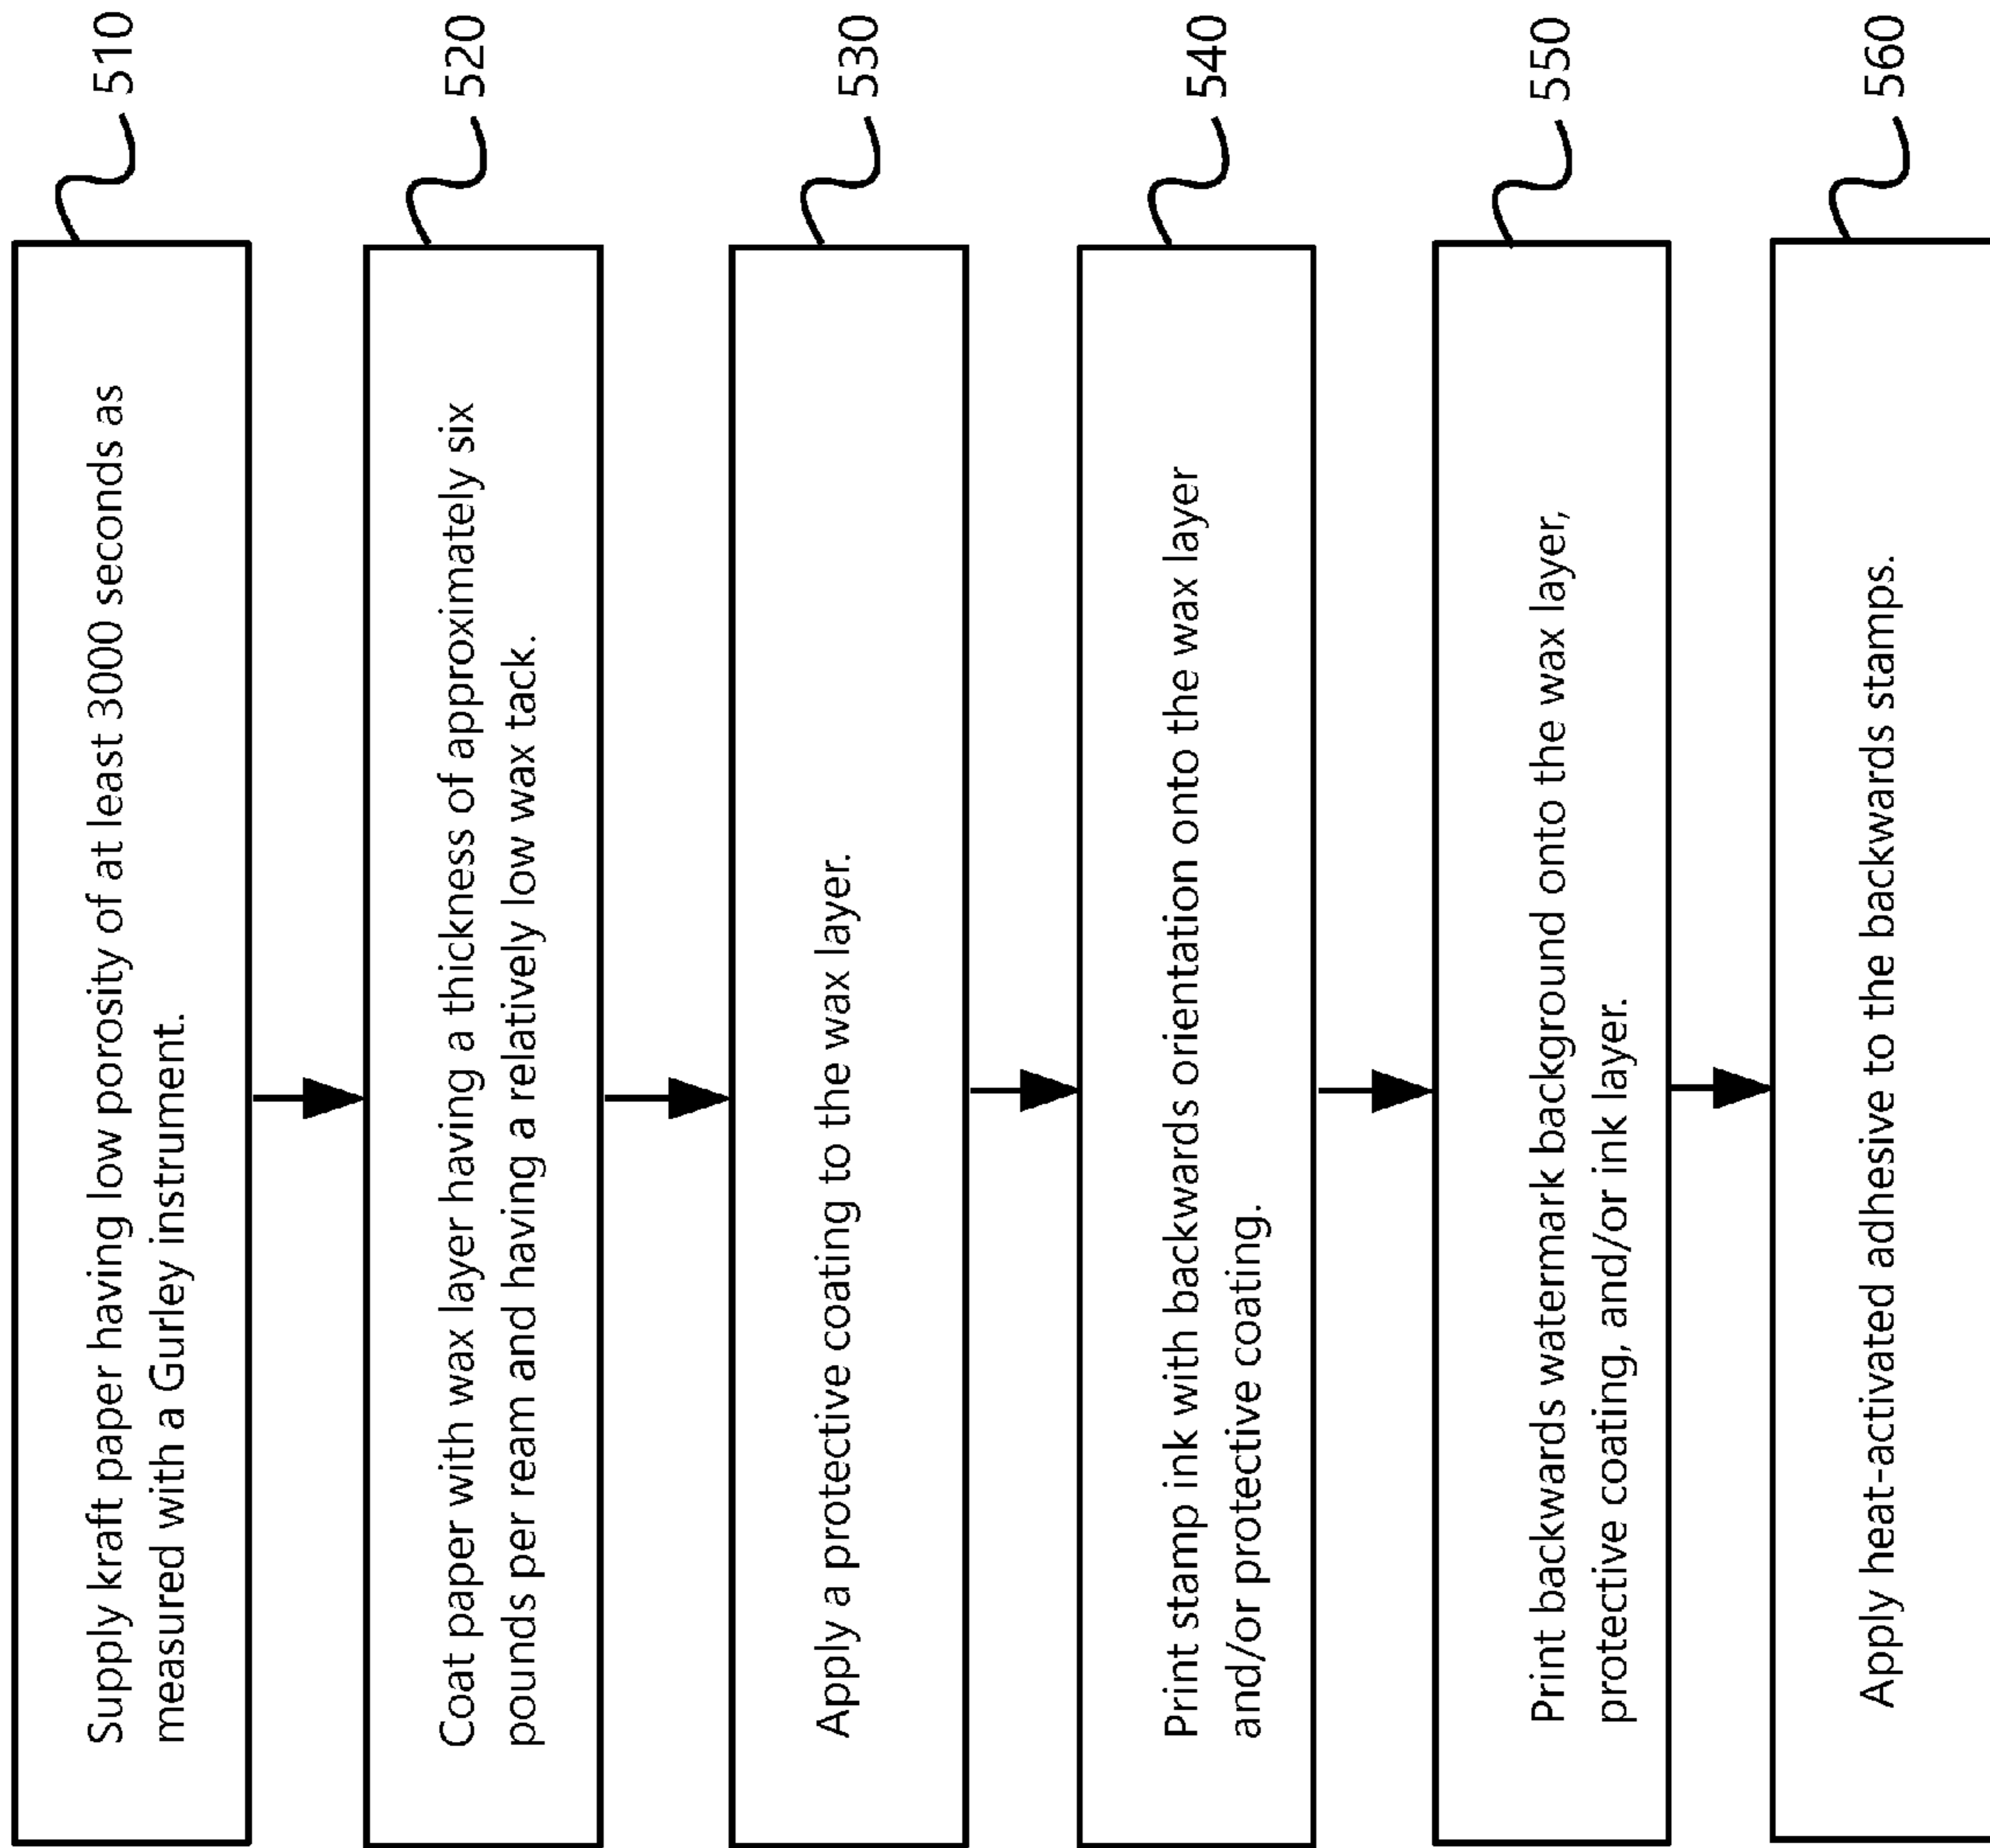 Supply kraft paper having low porosity of at least 3000 seconds as
measured with a Gurley instrument.
510
Coat paper with wax layer having a thickness of approximately six
pounds per ream and having a relatively low wax tack.
520
Apply a protective coating to the wax layer.
530
Print stamp ink with backwards orientation onto the wax layer
and/or protective coating.
540
Print backwards watermark background onto the wax layer,
protective coating, and/or ink layer.
550
Apply heat-activated adhesive to the backwards stamps.
560